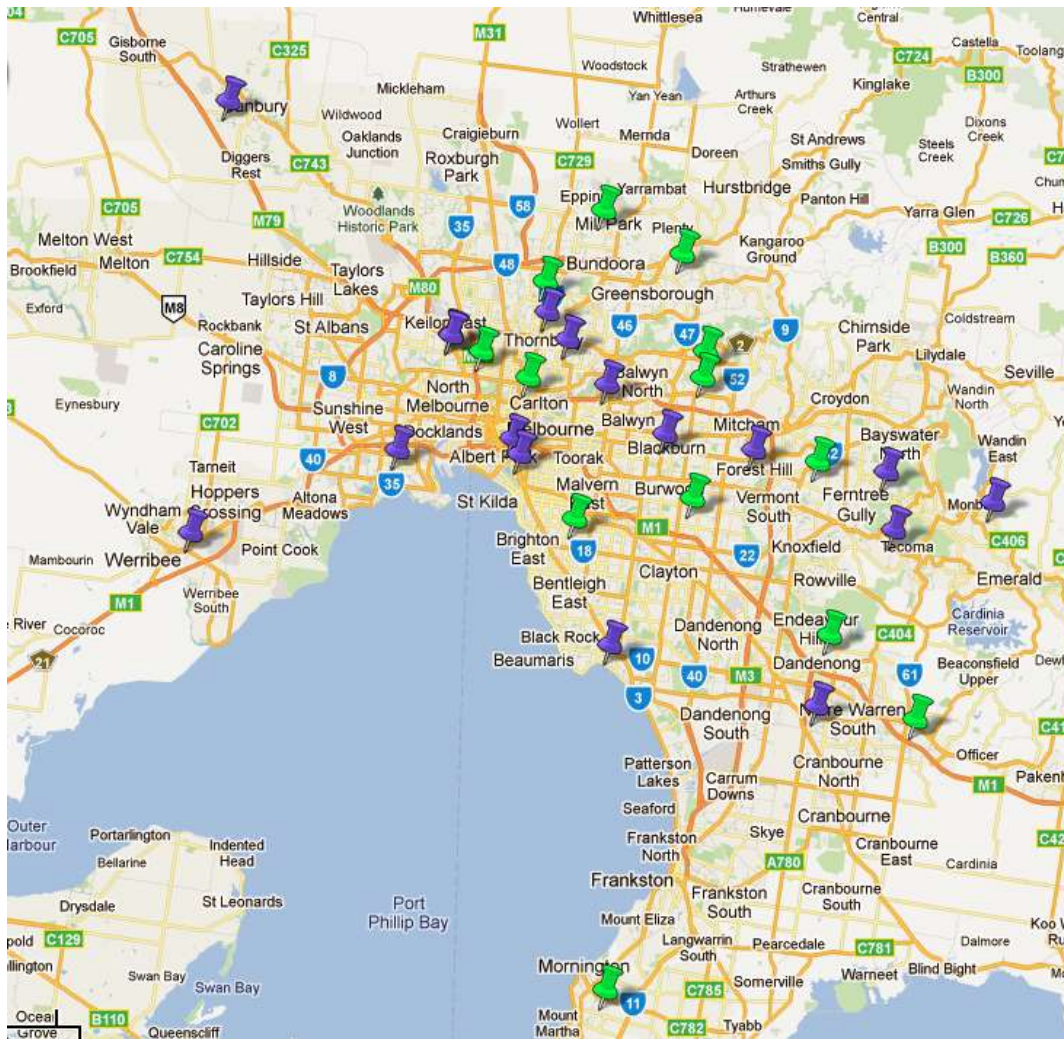 04
C705
Gisborne
South
C325
M31
Whittlesea
Central
C724
Castella
Toolang
Woodstock
Strathewen
Kinglake
B300
Mickleham
Yan Yean
Arthurs
Creek
Wildwood
Wollert
Dixons
Creek
Oaklands
Junction
Craigieburn
Mernda
St Andrews
Steels
Creek
Diggers
Rest
C743
Roxburgh
Park
C729
Doreen
Smiths Gully
C705
Woodlands
Historic Park
58
Yarrambat
Hurstbridge
Panton Hill
M79
35
Mill Park
Plenty
Yarra Glen
C726
Melton West
C754
Hillside
48
Bundoora
Kangaroo
Ground
B300
B360
Brookfield
Melton
Taylors
Lakes
M80
Greensborough
Exford
M8
Taylors Hill
St Albans
46
47
2
9
Chirnside
Park
Coldstream
Rockbank
Caroline
Springs
Lilydale
8
North
Melbourne
Balwyn
North
52
Seville
Eynesbury
Carlton
Croydon
Wandin
North
C702
Sunshine
West
Docklands
Melbourne
Balwyn
Mitcham
Bayswater
North
Wandin
East
40
Albert Park
Toorak
Blackburn
Forest Hill
Tarneit
35
Malvern
East
Burwood
Vermont
South
Ferntree
Gully
Hoppers
Crossing
Altona
Meadows
St Kilda
M1
Wyndham
Vale
Brighton
East
Knoxfield
Tecoma
C406
Mambourin
Werribee
Point Cook
18
22
Clayton
Rowville
Emerald
Werribee
South
Bentleigh
East
M1
Cardinia
Reservoir
Cocoroc
Black Rock
Dandenong
North
Endeavour
Hills
C404
21
Beaumaris
10
40
M3
Dandenong
61
Beaconsfield
Upper
3
Dandenong
South
Narre Warren
South
Officer
Patterson
Lakes
Cranbourne
North
M1
Carrum
Downs
Seaford
Cranbourne
Outer
Harbour
Portarlington
Indented
Head
Skye
Frankston
North
Cranbourne
East
Bellarine
A780
Cardinia
Frankston
Drysdale
St Leonards
Port
Phillip Bay
Frankston
South
Cranbourne
South
C129
Mount Eliza
Langwarrin
South
Pearcedale
C781
Dalmore
Mornington
Swan Bay
Swan Bay
C785
Somerville
Warneet
Blind Bight
11
Ocean
Grove
B110
Queenscliff
Mount
Martha
C782
Tyabb